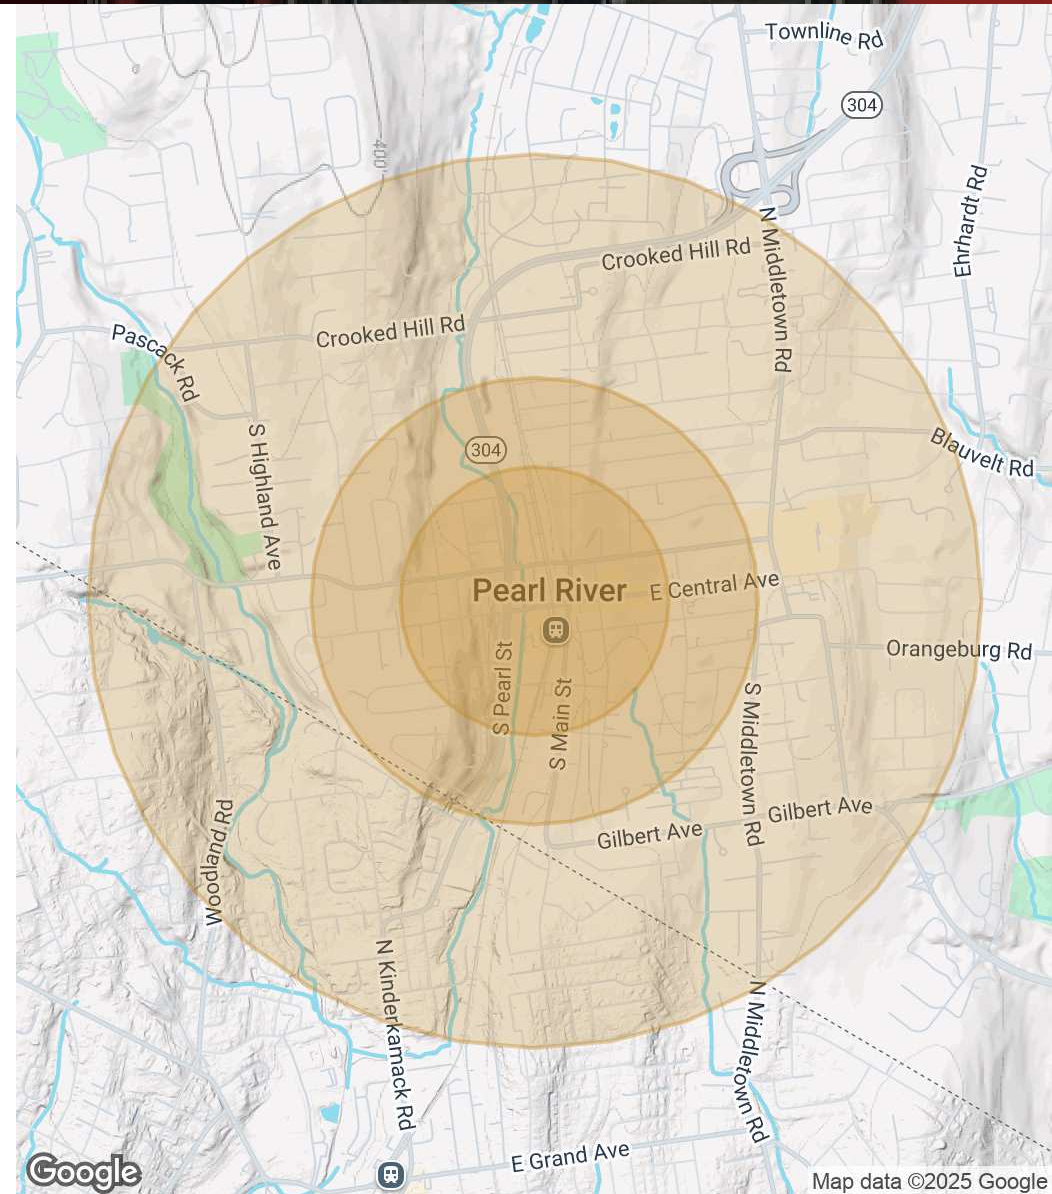 Townline Rd
304
400'
Ehrhardt Rd
N Middletown Rd
Crooked Hill Rd
Crooked Hill Rd
Pascack Rd
S Highland Ave
304
Blauvelt Rd
Pearl River
E Central Ave
Orangeburg Rd
S Pearl St
S Main St
S Middletown Rd
Gilbert Ave
Gilbert Ave
Woodland Rd
N Kinderkamack Rd
N Middletown Rd
E Grand Ave
Google
Map data ©2025 Google